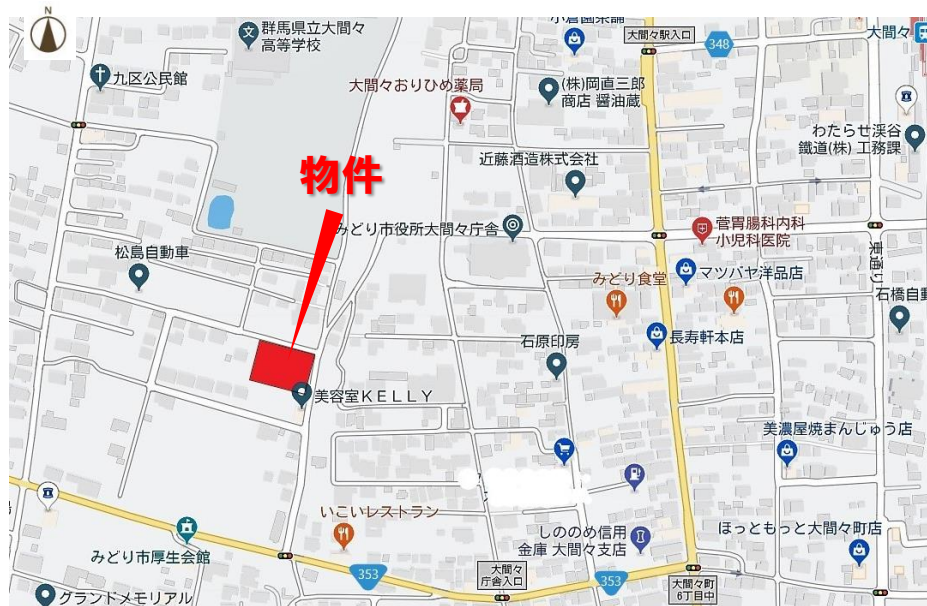 N
群馬県立大間々
高等学校
小倉園茶舗
大間々駅入口
348
大間々
九区公民館
大間々おりひめ薬局
(株)岡直三郎
商店 醤油蔵
わたらせ渓谷
鐵道(株) 工務課
近藤酒造株式会社
物件
みどり市役所大間々庁舎
菅胃腸科内科
小児科医院
東通り
松島自動車
みどり食堂
マツバヤ洋品店
石橋自動
石原印房
長寿軒本店
美容室KELLY
美濃屋焼まんじゅう店
いこいレストラン
しののめ信用
金庫 大間々支店
ほっともっと大間々町店
みどり市厚生会館
353
大間々
庁舎入口
353
大間々町
6丁目中
グランドメモリアル